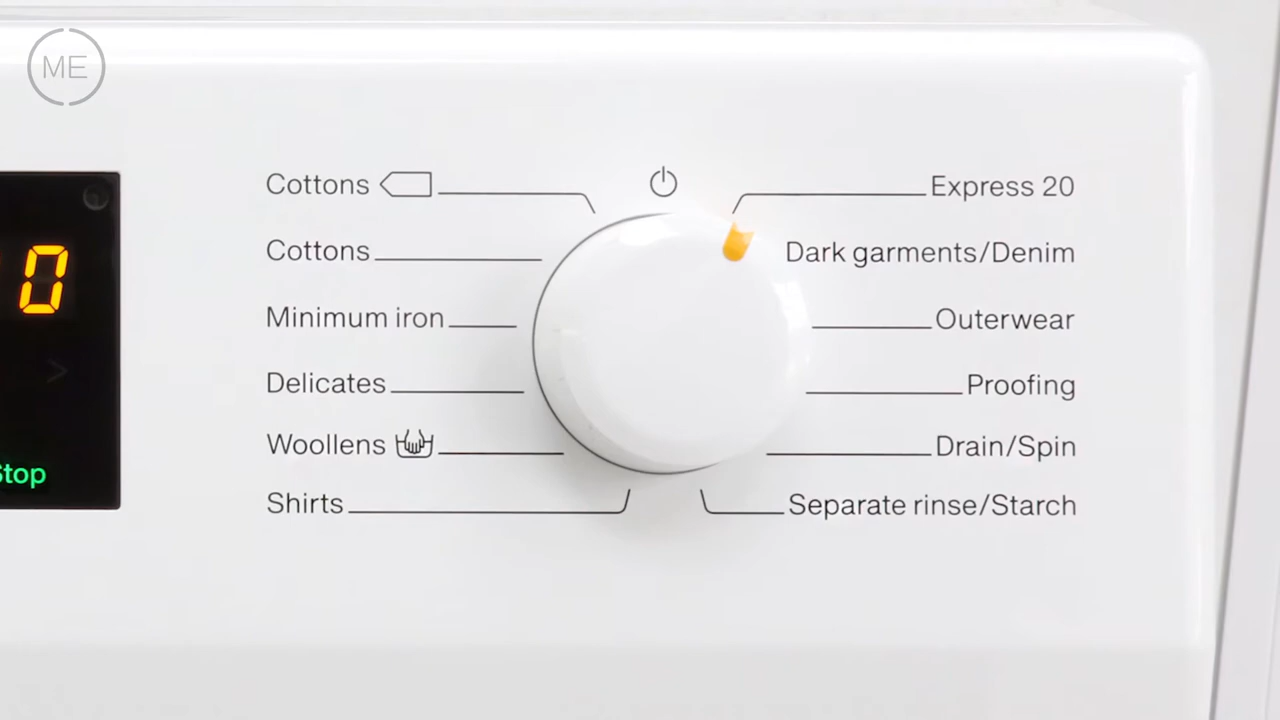 ME
Cottons
Express 20
Cottons
Dark garments/Denim
0
Minimum iron
Outerwear
Delicates
Proofing
Woollens
Drain/Spin
Stop
Shirts
Separate rinse/Starch